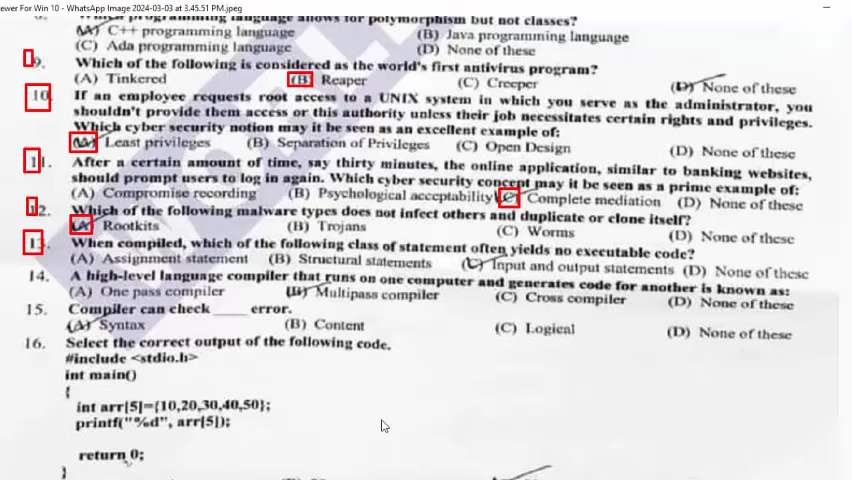 ewer For Win 10 - WhatsApp Image 2024-03-03 at 3.45.51 PM.jpeg
8. Which programming language allows for polymorphism but not classes?
(A) C++ programming language (B) Java programming language
(C) Ada programming language (D) None of these
9. Which of the following is considered as the world's first antivirus program?
(A) Tinkered (B) Reaper (C) Creeper (D) None of these
10. If an employee requests root access to a UNIX system in which you serve as the administrator, you
shouldn't provide them access or this authority unless their job necessitates certain rights and privileges.
Which cyber security notion may it be seen as an excellent example of:
(A) Least privileges (B) Separation of Privileges (C) Open Design (D) None of these
11. After a certain amount of time, say thirty minutes, the online application, similar to banking websites,
should prompt users to log in again. Which cyber security concept may it be seen as a prime example of:
(A) Compromise recording (B) Psychological acceptability (C) Complete mediation (D) None of these
12. Which of the following malware types does not infect others and duplicate or clone itself?
(A) Rootkits (B) Trojans (C) Worms (D) None of these
13. When compiled, which of the following class of statement often yields no executable code?
(A) Assignment statement (B) Structural statements (C) Input and output statements (D) None of these
14. A high-level language compiler that runs on one computer and generates code for another is known as:
(A) One pass compiler (B) Multipass compiler (C) Cross compiler (D) None of these
15. Compiler can check ____ error.
(A) Syntax (B) Content (C) Logical (D) None of these
16. Select the correct output of the following code.
#include <stdio.h>
int main()
{
int arr[5]={10,20,30,40,50};
printf("%d", arr[5]);
return 0;
}